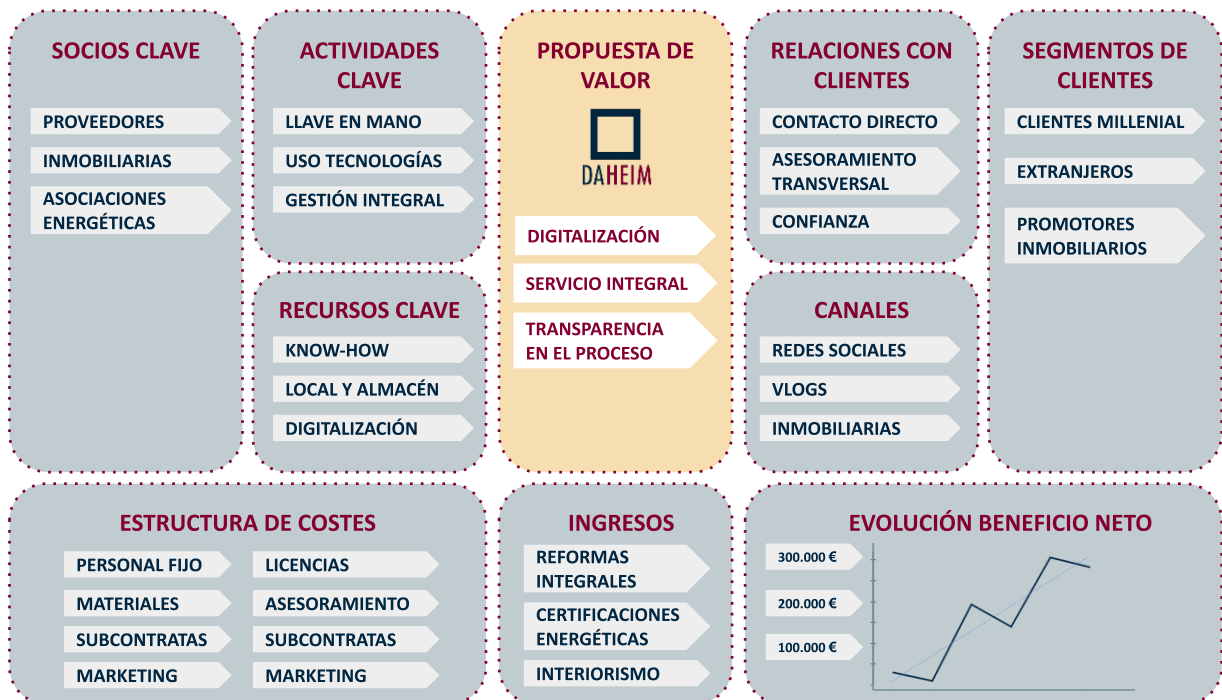 SOCIOS CLAVE
PROVEEDORES
INMOBILIARIAS
ASOCIACIONES
ENERGÉTICAS
ACTIVIDADES
CLAVE
LLAVE EN MANO
USO TECNOLOGÍAS
GESTIÓN INTEGRAL
RECURSOS CLAVE
KNOW-HOW
LOCAL Y ALMACÉN
DIGITALIZACIÓN
PROPUESTA DE
VALOR
DAHEIM
DIGITALIZACIÓN
SERVICIO INTEGRAL
TRANSPARENCIA
EN EL PROCESO
RELACIONES CON
CLIENTES
CONTACTO DIRECTO
ASESORAMIENTO
TRANSVERSAL
CONFIANZA
CANALES
REDES SOCIALES
VLOGS
INMOBILIARIAS
SEGMENTOS DE
CLIENTES
CLIENTES MILLENIAL
EXTRANJEROS
PROMOTORES
INMOBILIARIOS
ESTRUCTURA DE COSTES
PERSONAL FIJO
MATERIALES
SUBCONTRATAS
MARKETING
LICENCIAS
ASESORAMIENTO
SUBCONTRATAS
MARKETING
INGRESOS
REFORMAS
INTEGRALES
CERTIFICACIONES
ENERGÉTICAS
INTERIORISMO
EVOLUCIÓN BENEFICIO NETO
300.000 €
200.000 €
100.000 €